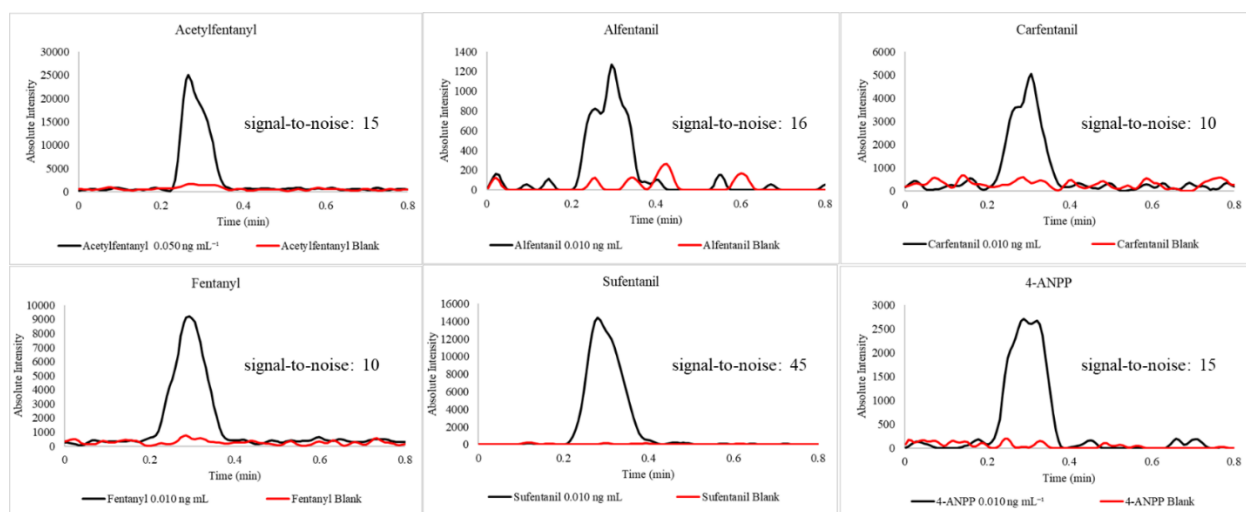 Acetylfentanyl
30000
25000
20000
15000
10000
5000
0
Absolute Intensity
signal-to-noise: 15
0 0.2 0.4 0.6 0.8
Time (min)
Acetylfentanyl 0.050 ng mL⁻¹ Acetylfentanyl Blank
Alfentanil
1400
1200
1000
800
600
400
200
0
Absolute Intensity
signal-to-noise: 16
0 0.2 0.4 0.6 0.8
Time (min)
Alfentanil 0.010 ng mL Alfentanil Blank
Carfentanil
6000
5000
4000
3000
2000
1000
0
Absolute Intensity
signal-to-noise: 10
0 0.2 0.4 0.6 0.8
Time (min)
Carfentanil 0.010 ng mL Carfentanil Blank
Fentanyl
10000
9000
8000
7000
6000
5000
4000
3000
2000
1000
0
Absolute Intensity
signal-to-noise: 10
0 0.2 0.4 0.6 0.8
Time (min)
Fentanyl 0.010 ng mL Fentanyl Blank
Sufentanil
16000
14000
12000
10000
8000
6000
4000
2000
0
Absolute Intensity
signal-to-noise: 45
0 0.2 0.4 0.6 0.8
Time (min)
Sufentanil 0.010 ng mL Sufentanil Blank
4-ANPP
3000
2500
2000
1500
1000
500
0
Absolute Intensity
signal-to-noise: 15
0 0.2 0.4 0.6 0.8
Time (min)
4-ANPP 0.010 ng mL⁻¹ 4-ANPP Blank